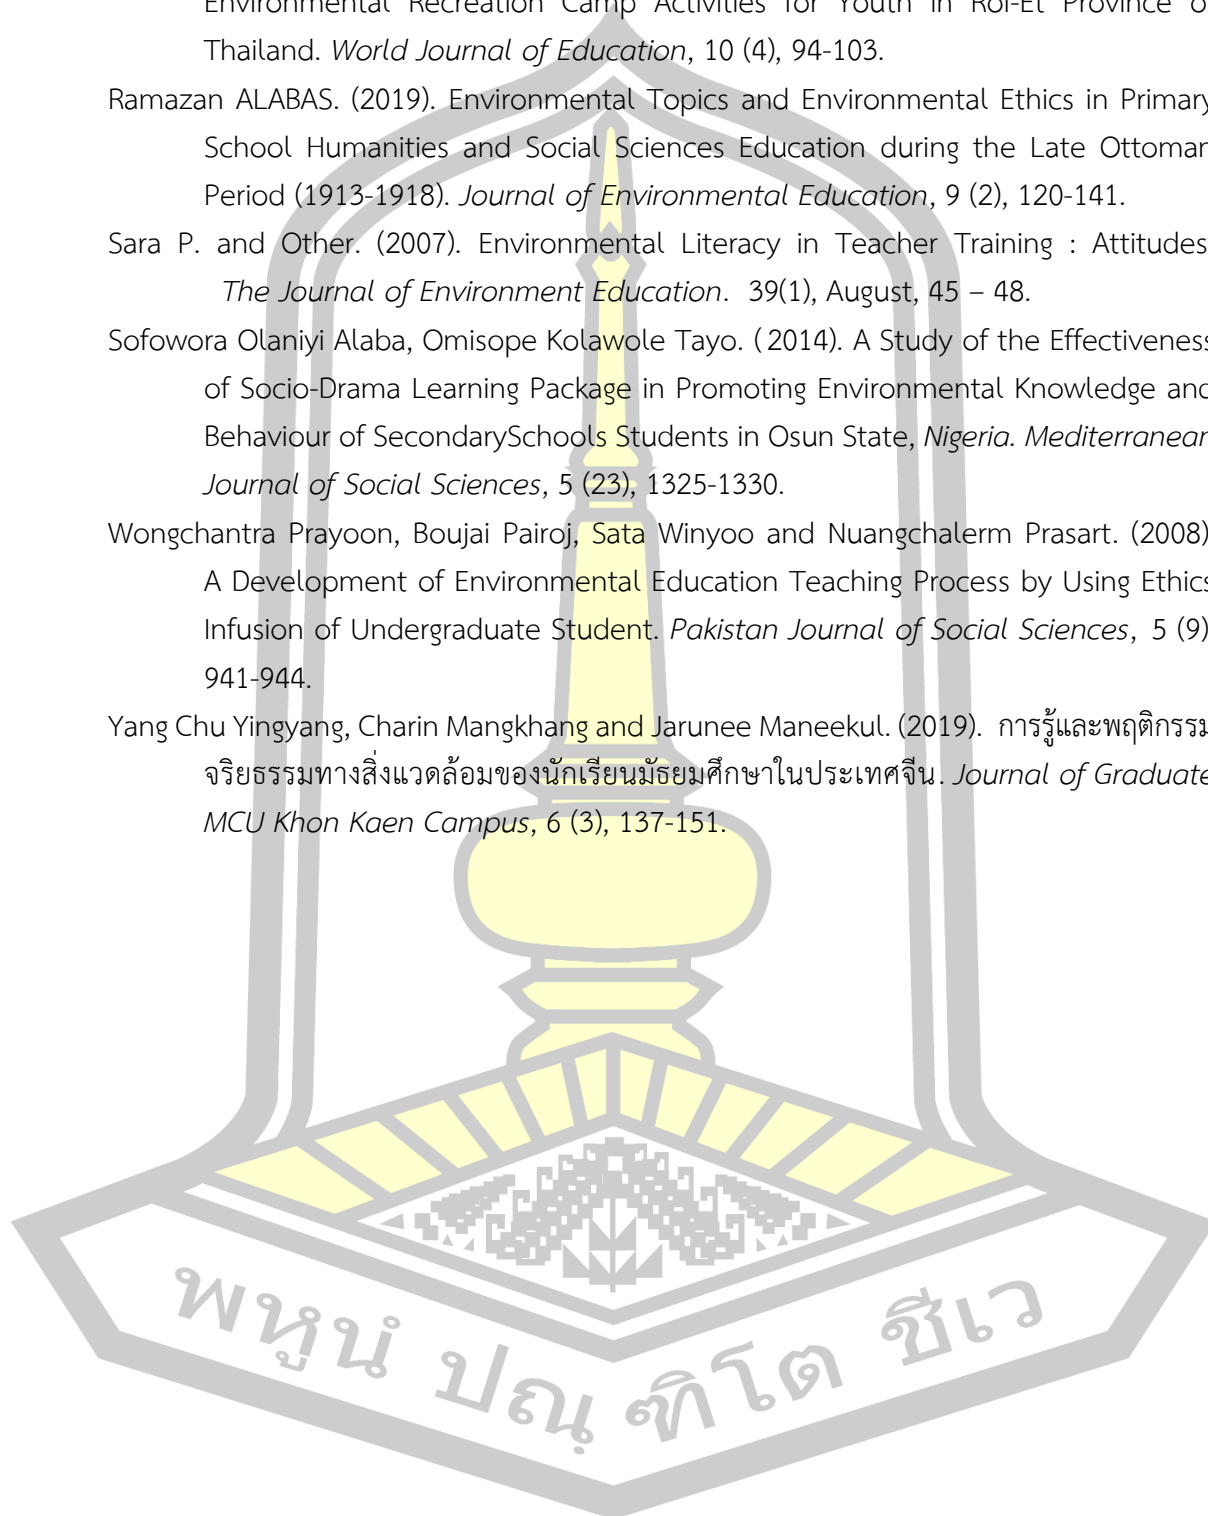 Environmental Recreation Camp Activities for Youth in Roi-Et Province o
Thailand. World Journal of Education, 10 (4), 94-103.
Ramazan ALABAS. (2019). Environmental Topics and Environmental Ethics in Primary
School Humanities and Social Sciences Education during the Late Ottoman
Period (1913-1918). Journal of Environmental Education, 9 (2), 120-141.
Sara P. and Other. (2007). Environmental Literacy in Teacher Training : Attitudes
The Journal of Environment Education. 39(1), August, 45 – 48.
Sofowora Olaniyi Alaba, Omisope Kolawole Tayo. (2014). A Study of the Effectiveness
of Socio-Drama Learning Package in Promoting Environmental Knowledge and
Behaviour of SecondarySchools Students in Osun State, Nigeria. Mediterranean
Journal of Social Sciences, 5 (23), 1325-1330.
Wongchantra Prayoon, Boujai Pairoj, Sata Winyoo and Nuangchalerm Prasart. (2008)
A Development of Environmental Education Teaching Process by Using Ethics
Infusion of Undergraduate Student. Pakistan Journal of Social Sciences, 5 (9)
941-944.
Yang Chu Yingyang, Charin Mangkhang and Jarunee Maneekul. (2019). การรู้และพฤติกรรม
จริยธรรมทางสิ่งแวดล้อมของนักเรียนมัธยมศึกษาในประเทศจีน. Journal of Graduate
MCU Khon Kaen Campus, 6 (3), 137-151.
พหูนํ ปณฺฑิโต ชีเว